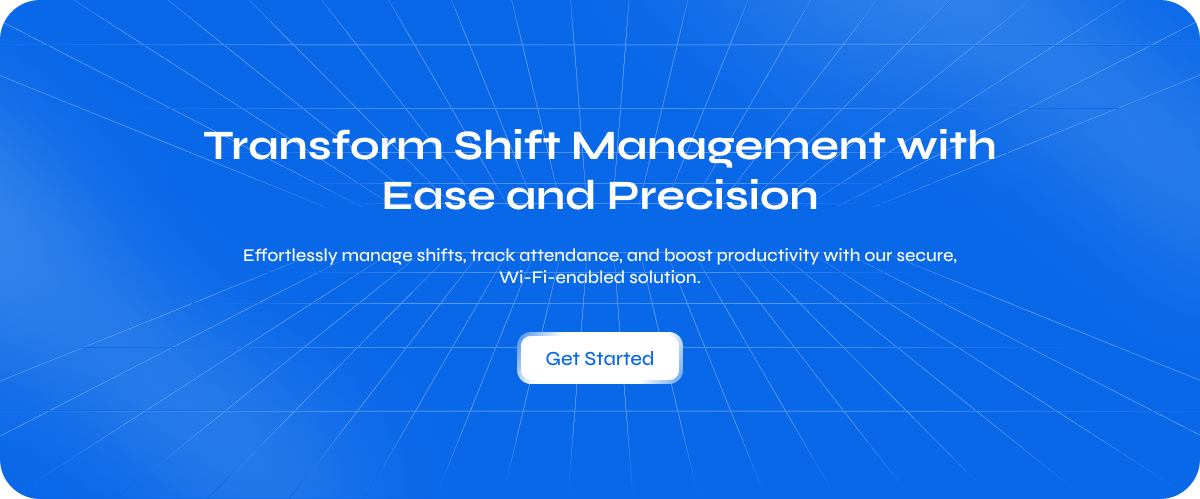 Transform Shift Management with
Ease and Precision
Effortlessly manage shifts, track attendance, and boost productivity with our secure,
Wi-Fi-enabled solution.
Get Started